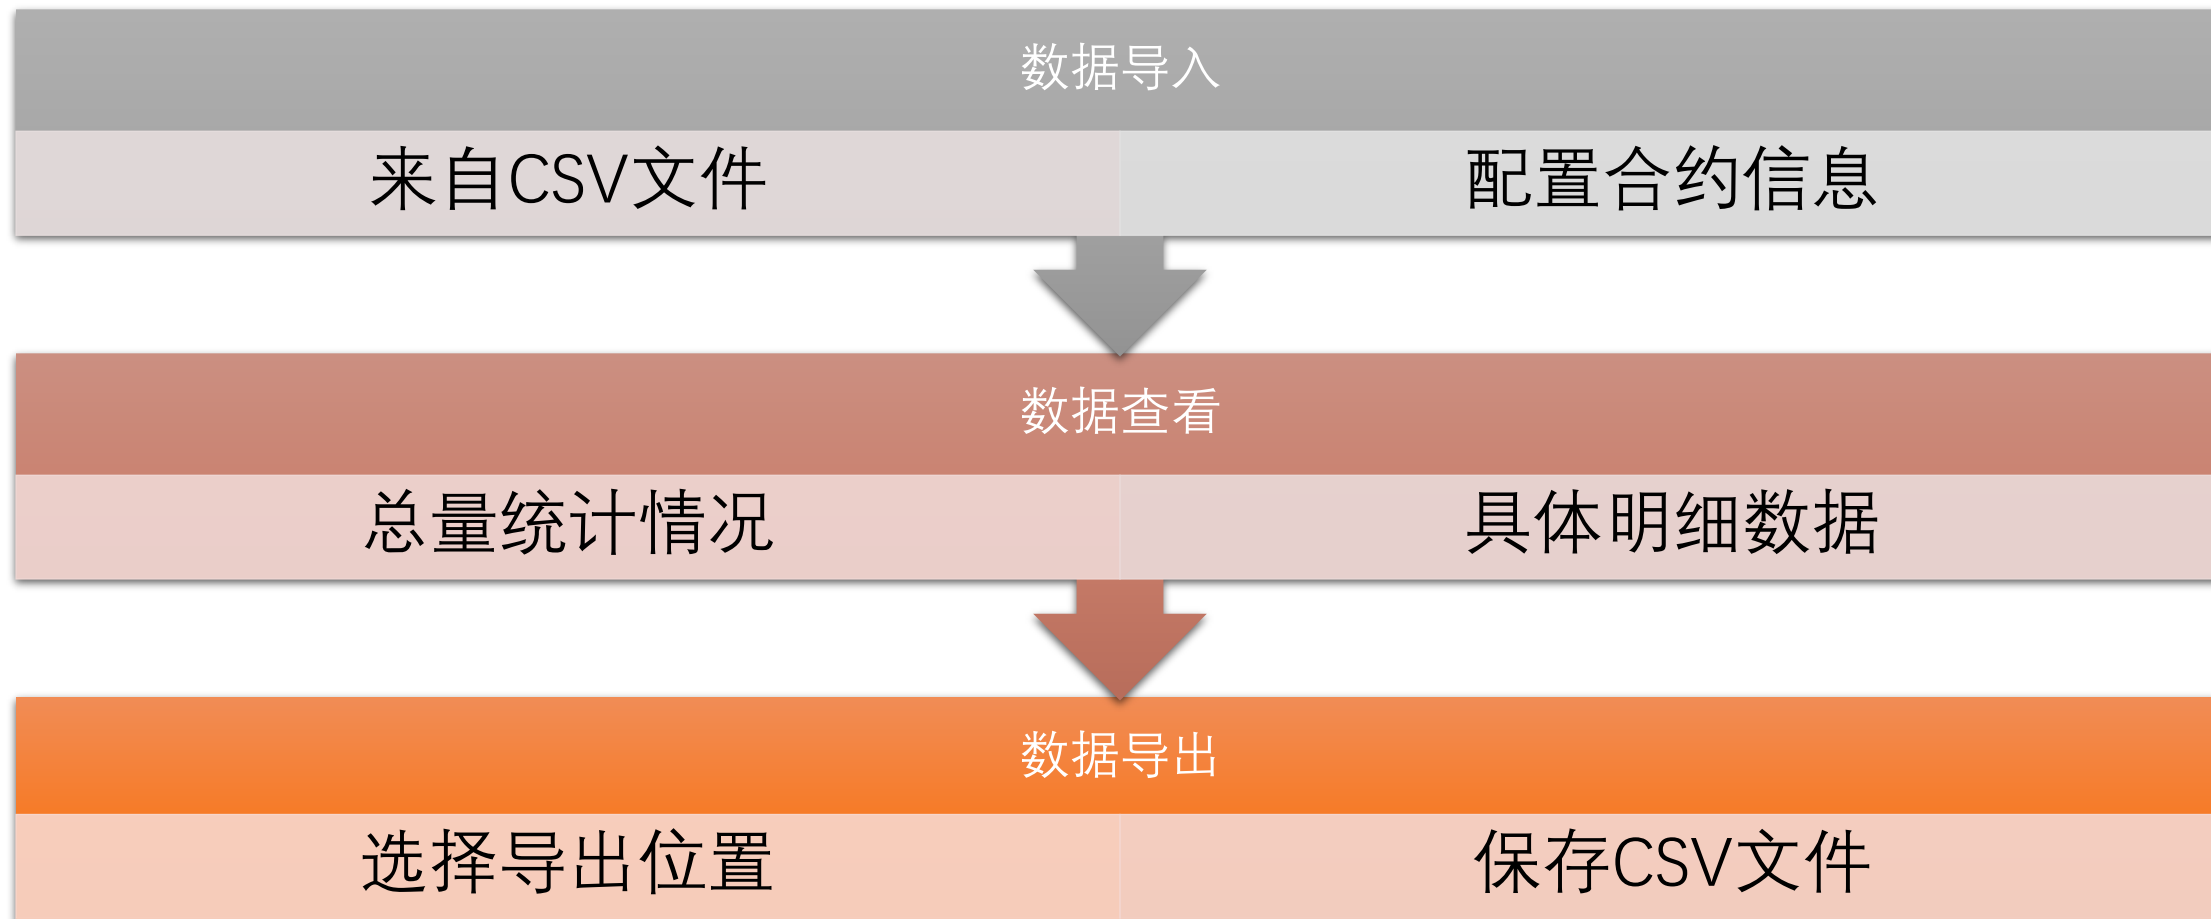 数据导入
来自CSV文件
配置合约信息
数据查看
总量统计情况
具体明细数据
数据导出
选择导出位置
保存CSV文件